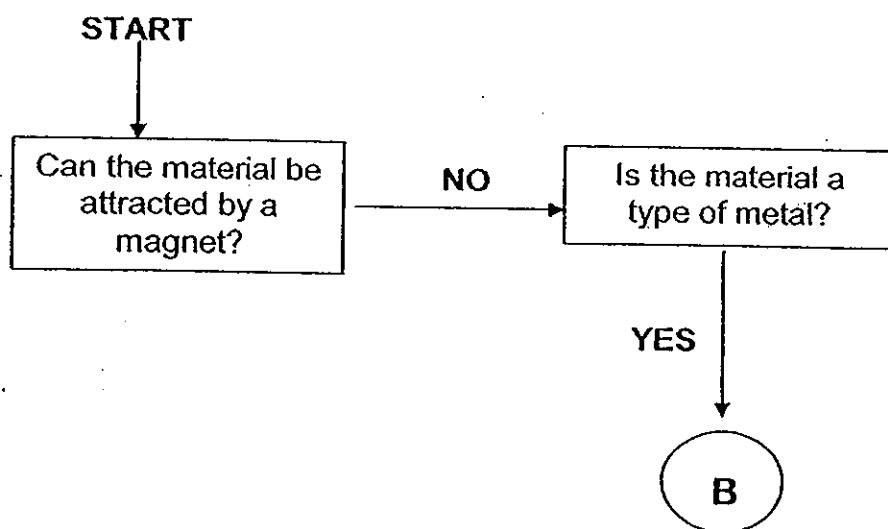 START
Can the material be
attracted by a
magnet?
NO
Is the material a
type of metal?
YES
B